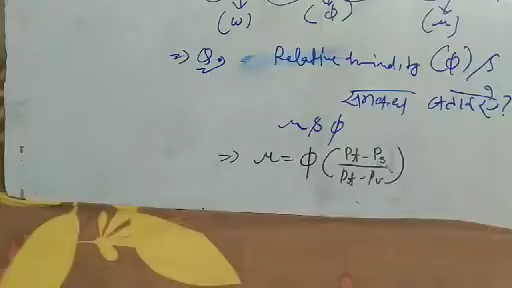 (ω) (φ) (μ)
⇒ Q. Relative humidity (φ) /s
सम्बन्ध बताइये?
μ & φ
⇒ μ = φ ( (Pt - Ps) / (Pt - Pv) )